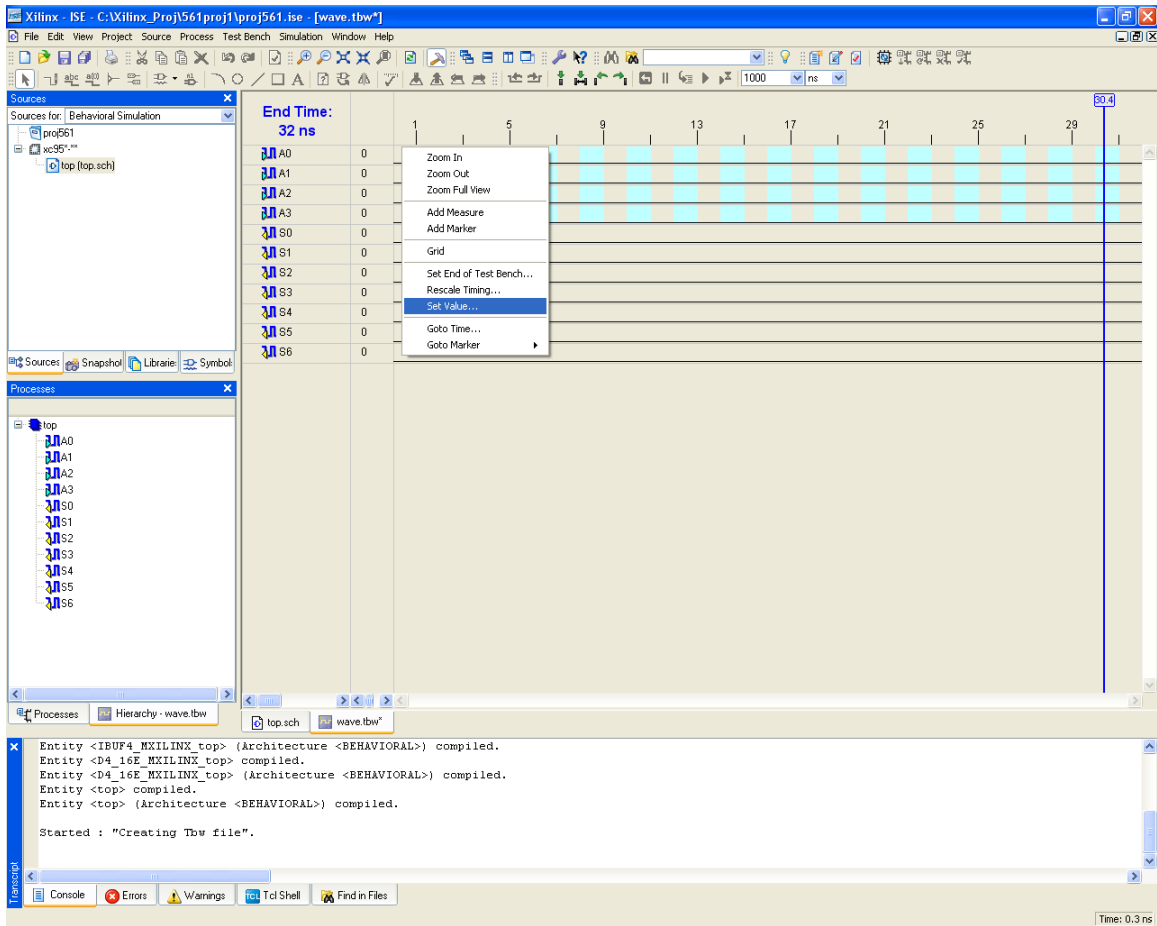 Xilinx - ISE - C:\Xilinx_Proj\561proj1\proj561.ise - [wave.tbw*]
File Edit View Project Source Process Test Bench Simulation Window Help
1000 ns
Sources
Sources for: Behavioral Simulation
proj561
xc95*-**
top (top.sch)
Sources Snapshot Libraries Symbol
Processes
top
A0
A1
A2
A3
S0
S1
S2
S3
S4
S5
S6
Processes Hierarchy - wave.tbw
End Time:
32 ns
30.4
1 5 9 13 17 21 25 29
A0 0
A1 0
A2 0
A3 0
S0 0
S1 0
S2 0
S3 0
S4 0
S5 0
S6 0
Zoom In
Zoom Out
Zoom Full View
Add Measure
Add Marker
Grid
Set End of Test Bench...
Rescale Timing...
Set Value...
Goto Time...
Goto Marker
top.sch wave.tbw*
Entity <IBUF4_MXILINX_top> (Architecture <BEHAVIORAL>) compiled.
Entity <D4_16E_MXILINX_top> compiled.
Entity <D4_16E_MXILINX_top> (Architecture <BEHAVIORAL>) compiled.
Entity <top> compiled.
Entity <top> (Architecture <BEHAVIORAL>) compiled.
Started : "Creating Tbw file".
Transcript
Console Errors Warnings Tcl Shell Find in Files
Time: 0.3 ns